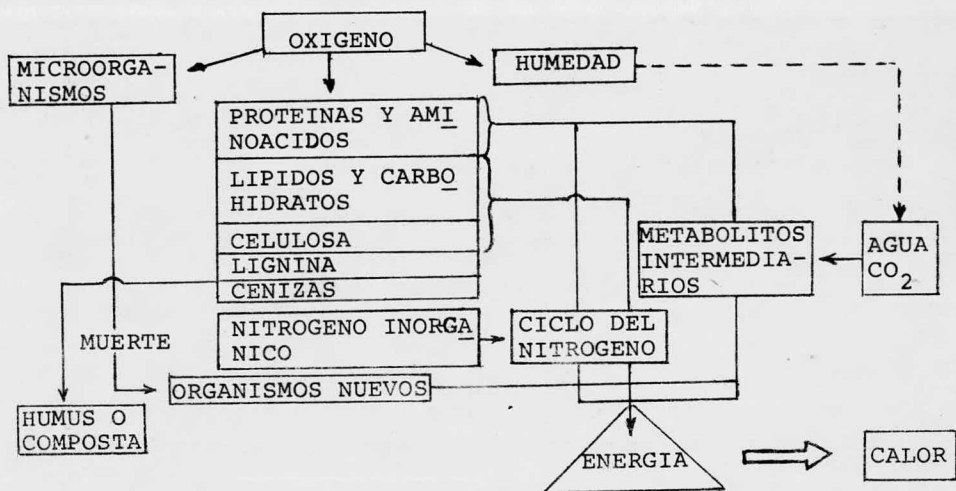 OXIGENO
MICROORGA-
NISMOS
HUMEDAD
PROTEINAS Y AMI
NOACIDOS
LIPIDOS Y CARBO
HIDRATOS
CELULOSA
LIGNINA
CENIZAS
METABOLITOS
INTERMEDIA-
RIOS
AGUA
CO₂
NITROGENO INORGA
NICO
CICLO DEL
NITROGENO
MUERTE
ORGANISMOS NUEVOS
HUMUS O
COMPOSTA
ENERGIA
CALOR